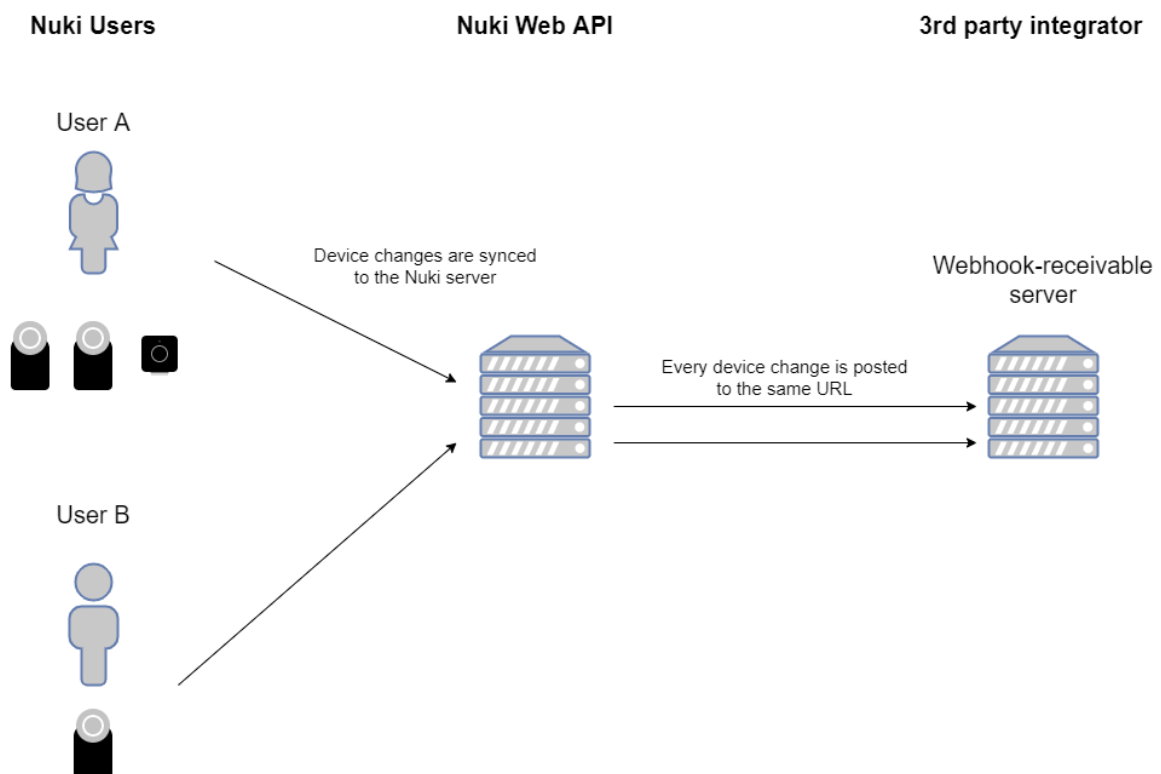 Nuki Users
Nuki Web API
3rd party integrator
User A
Device changes are synced
to the Nuki server
Webhook-receivable
server
Every device change is posted
to the same URL
User B